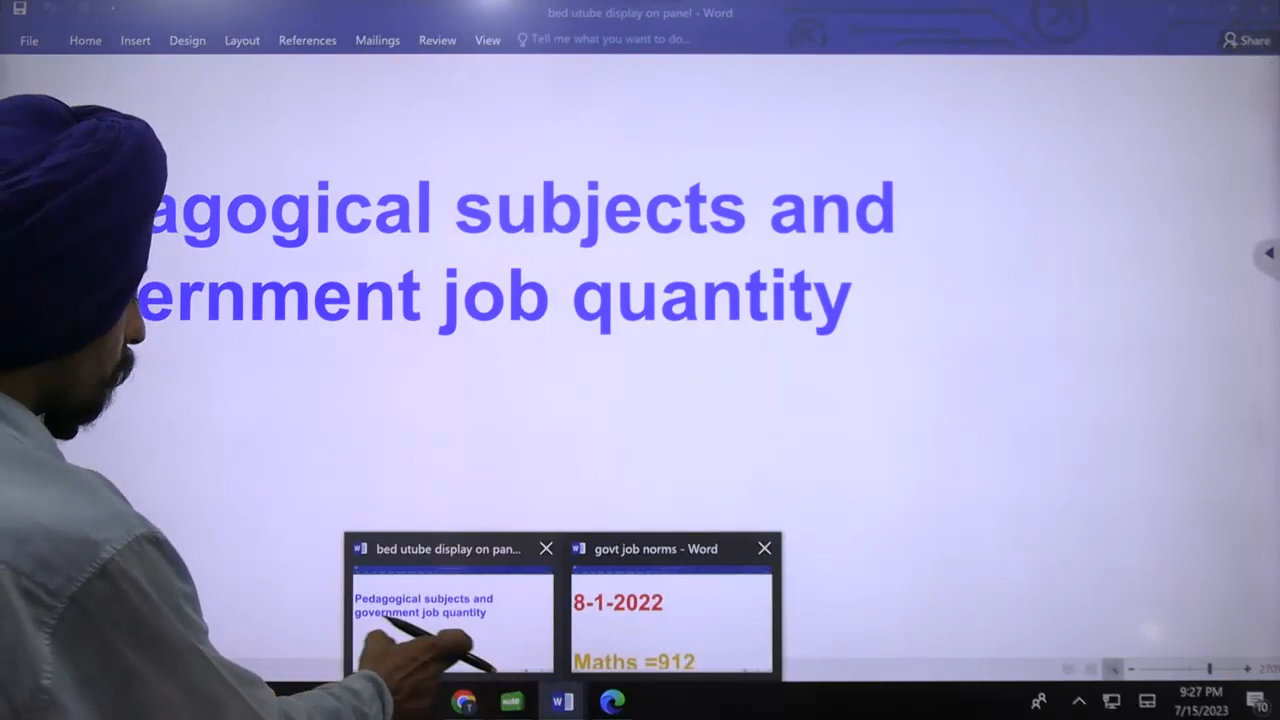 bed utube display on panel - Word
File Home Insert Design Layout References Mailings Review View Tell me what you want to do... Share
agogical subjects and
ernment job quantity
bed utube display on pan... govt job norms - Word
Pedagogical subjects and
government job quantity
8-1-2022
Maths =912
note
9:27 PM
7/15/2023
10